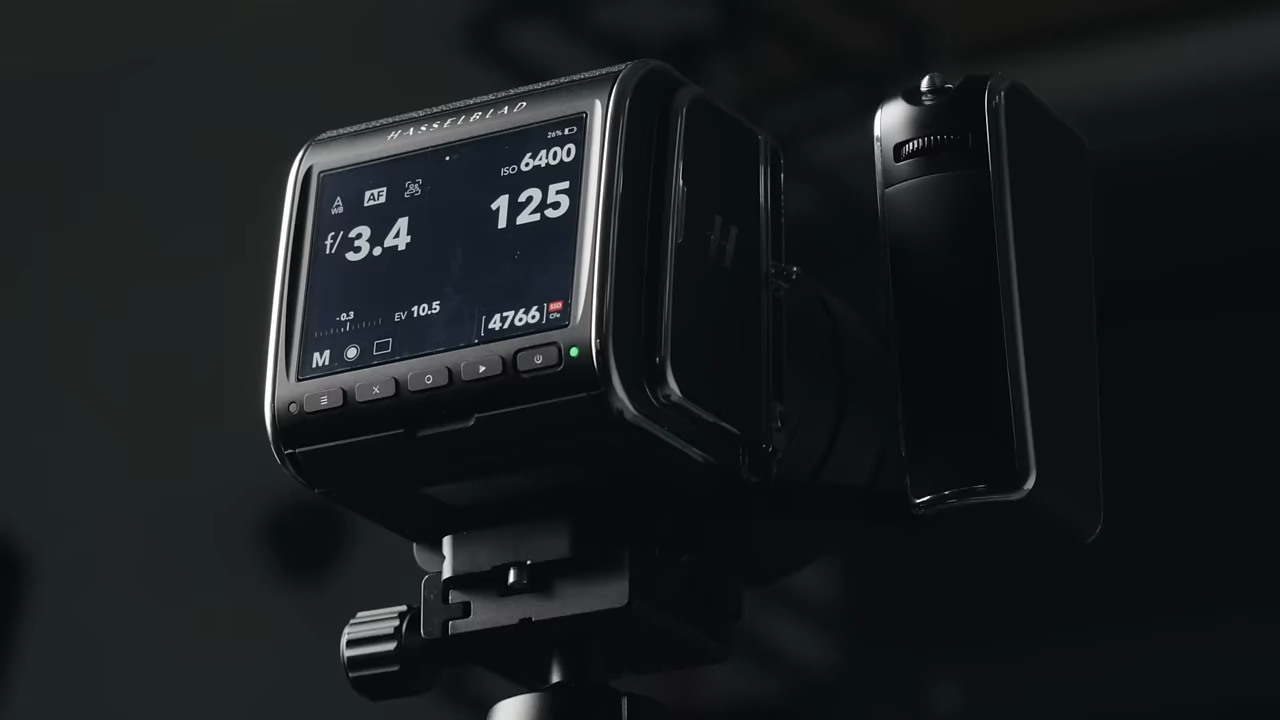 HASSELBLAD
26%
ISO 6400
A
WB
AF
125
f/3.4
-0.3
EV 10.5
[4766]
SSD
CFe
M
H